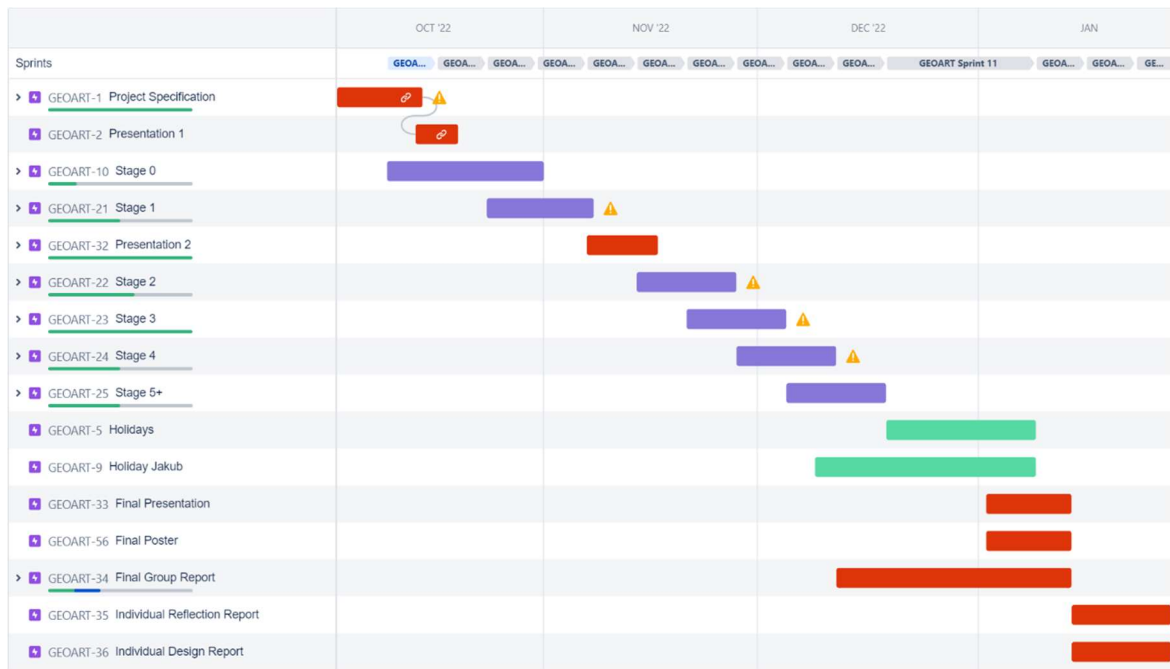 OCT '22 NOV '22 DEC '22 JAN
Sprints GEOA... GEOA... GEOA... GEOA... GEOA... GEOA... GEOA... GEOA... GEOA... GEOA... GEOART Sprint 11 GEOA... GEOA... GE...
GEOART-1 Project Specification
GEOART-2 Presentation 1
GEOART-10 Stage 0
GEOART-21 Stage 1
GEOART-32 Presentation 2
GEOART-22 Stage 2
GEOART-23 Stage 3
GEOART-24 Stage 4
GEOART-25 Stage 5+
GEOART-5 Holidays
GEOART-9 Holiday Jakub
GEOART-33 Final Presentation
GEOART-56 Final Poster
GEOART-34 Final Group Report
GEOART-35 Individual Reflection Report
GEOART-36 Individual Design Report